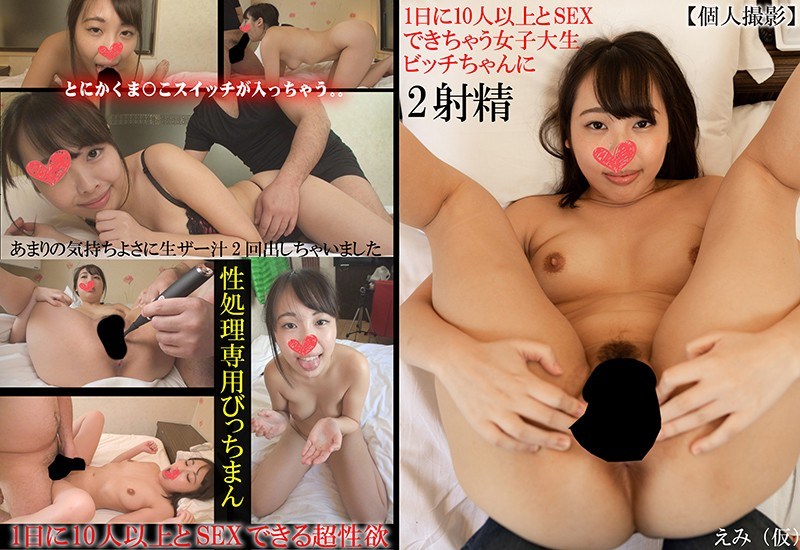 とにかくま〇こスイッチが入っちゃう。。
あまりの気持ちよさに生ザー汁2回出しちゃいました
性処理専用びっちまん
1日に10人以上とSEXできる超性欲
【個人撮影】
1日に10人以上とSEX
できちゃう女子大生
ビッチちゃんに
2射精
えみ(仮)